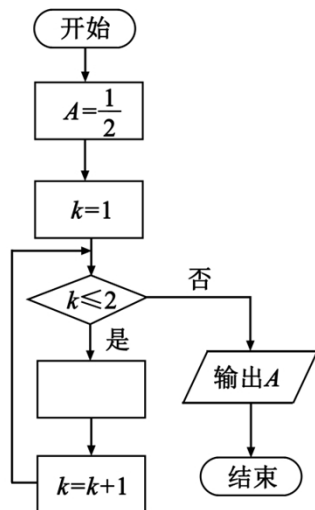 开始
A=1/2
k=1
k≤2
否
是
输出A
k=k+1
结束